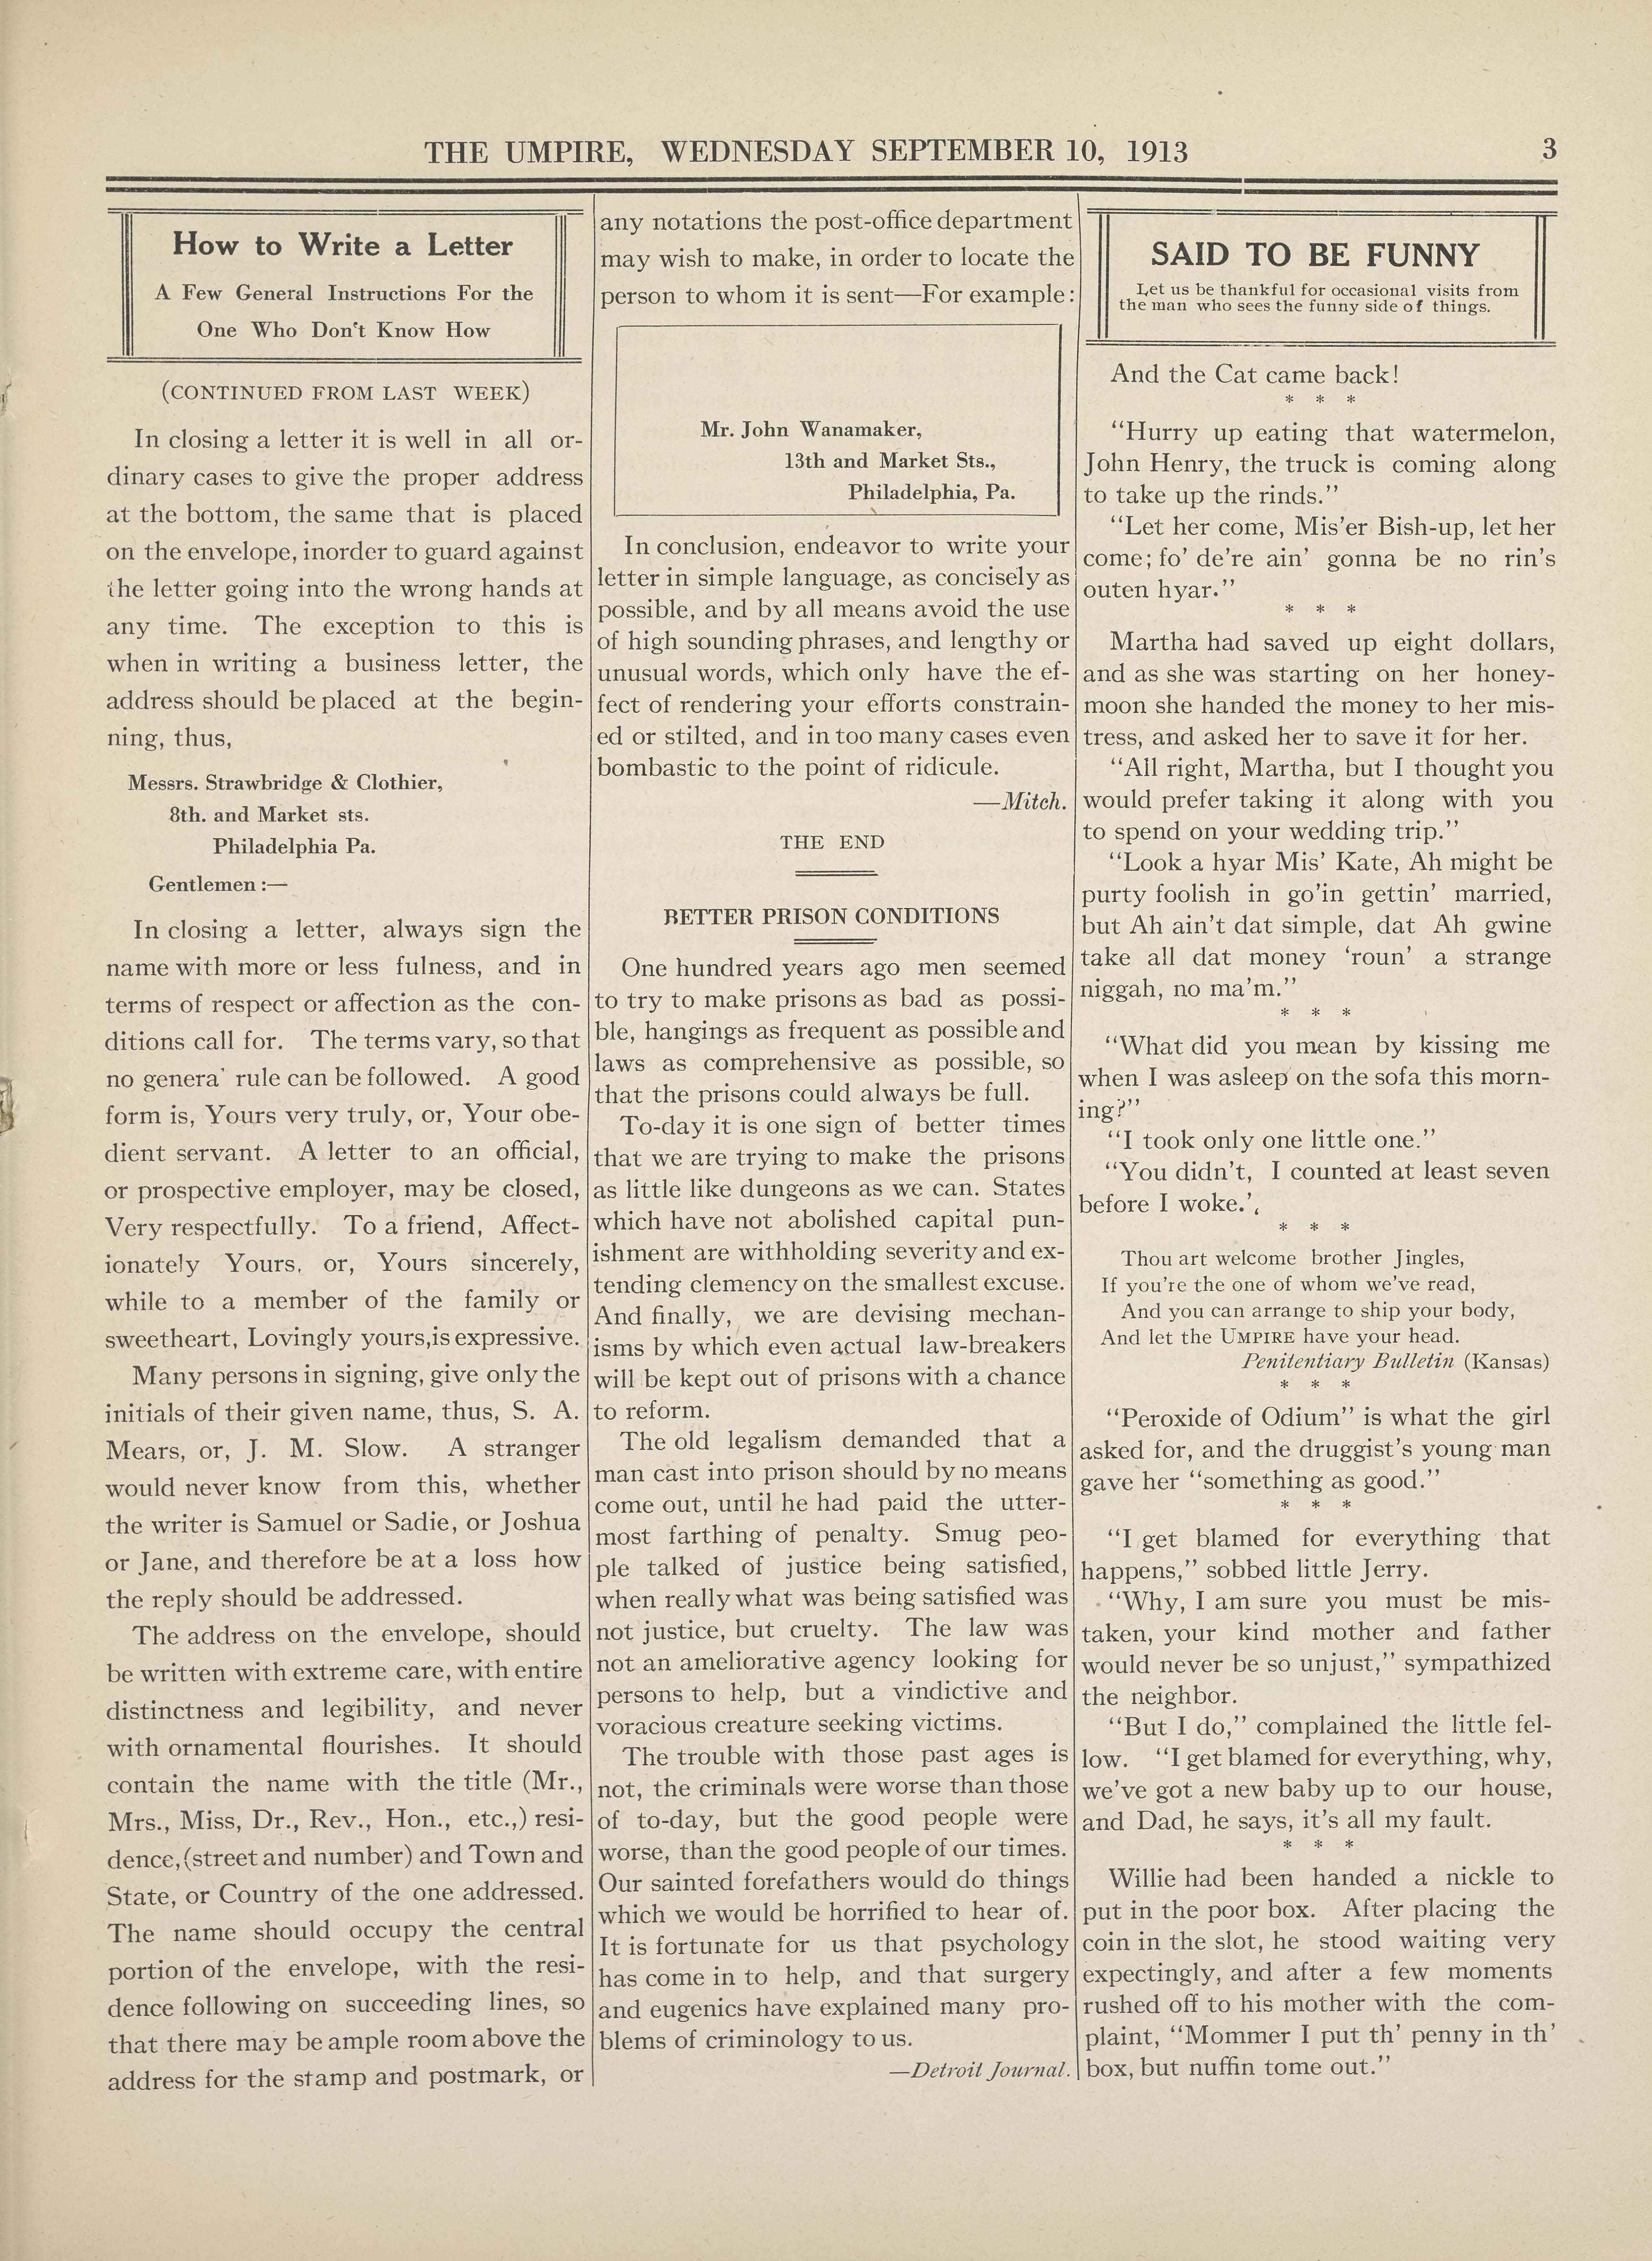 THE UMPIRE, WEDNESDAY SEPTEMBER 10, 1913 3
How to Write a Letter
A Few General Instructions For the
One Who Don't Know How
(CONTINUED FROM LAST WEEK)
In closing a letter it is well in all or-
dinary cases to give the proper address
at the bottom, the same that is placed
on the envelope, inorder to guard against
the letter going into the wrong hands at
any time. The exception to this is
when in writing a business letter, the
address should be placed at the begin-
ning, thus,
Messrs. Strawbridge & Clothier,
8th. and Market sts.
Philadelphia Pa.
Gentlemen :—
In closing a letter, always sign the
name with more or less fulness, and in
terms of respect or affection as the con-
ditions call for. The terms vary, so that
no genera' rule can be followed. A good
form is, Yours very truly, or, Your obe-
dient servant. A letter to an official,
or prospective employer, may be closed,
Very respectfully. To a friend, Affect-
ionately Yours, or, Yours sincerely,
while to a member of the family or
sweetheart, Lovingly yours,is expressive.
Many persons in signing, give only the
initials of their given name, thus, S. A.
Mears, or, J. M. Slow. A stranger
would never know from this, whether
the writer is Samuel or Sadie, or Joshua
or Jane, and therefore be at a loss how
the reply should be addressed.
The address on the envelope, should
be written with extreme care, with entire
distinctness and legibility, and never
with ornamental flourishes. It should
contain the name with the title (Mr.,
Mrs., Miss, Dr., Rev., Hon., etc.,) resi-
dence,(street and number) and Town and
State, or Country of the one addressed.
The name should occupy the central
portion of the envelope, with the resi-
dence following on succeeding lines, so
that there may be ample room above the
address for the stamp and postmark, or
any notations the post-office department
may wish to make, in order to locate the
person to whom it is sent—For example:
Mr. John Wanamaker,
13th and Market Sts.,
Philadelphia, Pa.
In conclusion, endeavor to write your
letter in simple language, as concisely as
possible, and by all means avoid the use
of high sounding phrases, and lengthy or
unusual words, which only have the ef-
fect of rendering your efforts constrain-
ed or stilted, and in too many cases even
bombastic to the point of ridicule.
—Mitch.
THE END
BETTER PRISON CONDITIONS
One hundred years ago men seemed
to try to make prisons as bad as possi-
ble, hangings as frequent as possible and
laws as comprehensive as possible, so
that the prisons could always be full.
To-day it is one sign of better times
that we are trying to make the prisons
as little like dungeons as we can. States
which have not abolished capital pun-
ishment are withholding severity and ex-
tending clemency on the smallest excuse.
And finally, we are devising mechan-
isms by which even actual law-breakers
will be kept out of prisons with a chance
to reform.
The old legalism demanded that a
man cast into prison should by no means
come out, until he had paid the utter-
most farthing of penalty. Smug peo-
ple talked of justice being satisfied,
when really what was being satisfied was
not justice, but cruelty. The law was
not an ameliorative agency looking for
persons to help, but a vindictive and
voracious creature seeking victims.
The trouble with those past ages is
not, the criminals were worse than those
of to-day, but the good people were
worse, than the good people of our times.
Our sainted forefathers would do things
which we would be horrified to hear of.
It is fortunate for us that psychology
has come in to help, and that surgery
and eugenics have explained many pro-
blems of criminology to us.
—Detroit Journal.
SAID TO BE FUNNY
Let us be thankful for occasional visits from
the man who sees the funny side of things.
And the Cat came back!
* * *
"Hurry up eating that watermelon,
John Henry, the truck is coming along
to take up the rinds."
"Let her come, Mis'er Bish-up, let her
come; fo' de're ain' gonna be no rin's
outen hyar."
* * *
Martha had saved up eight dollars,
and as she was starting on her honey-
moon she handed the money to her mis-
tress, and asked her to save it for her.
"All right, Martha, but I thought you
would prefer taking it along with you
to spend on your wedding trip."
"Look a hyar Mis' Kate, Ah might be
purty foolish in go'in gettin' married,
but Ah ain't dat simple, dat Ah gwine
take all dat money 'roun' a strange
niggah, no ma'm."
* * *
"What did you mean by kissing me
when I was asleep on the sofa this morn-
ing?"
"I took only one little one."
"You didn't, I counted at least seven
before I woke.',
* * *
Thou art welcome brother Jingles,
If you're the one of whom we've read,
And you can arrange to ship your body,
And let the UMPIRE have your head.
Penitentiary Bulletin (Kansas)
* * *
"Peroxide of Odium" is what the girl
asked for, and the druggist's young man
gave her "something as good."
* * *
"I get blamed for everything that
happens," sobbed little Jerry.
"Why, I am sure you must be mis-
taken, your kind mother and father
would never be so unjust," sympathized
the neighbor.
"But I do," complained the little fel-
low. "I get blamed for everything, why,
we've got a new baby up to our house,
and Dad, he says, it's all my fault.
* * *
Willie had been handed a nickle to
put in the poor box. After placing the
coin in the slot, he stood waiting very
expectingly, and after a few moments
rushed off to his mother with the com-
plaint, "Mommer I put th' penny in th'
box, but nuffin tome out."